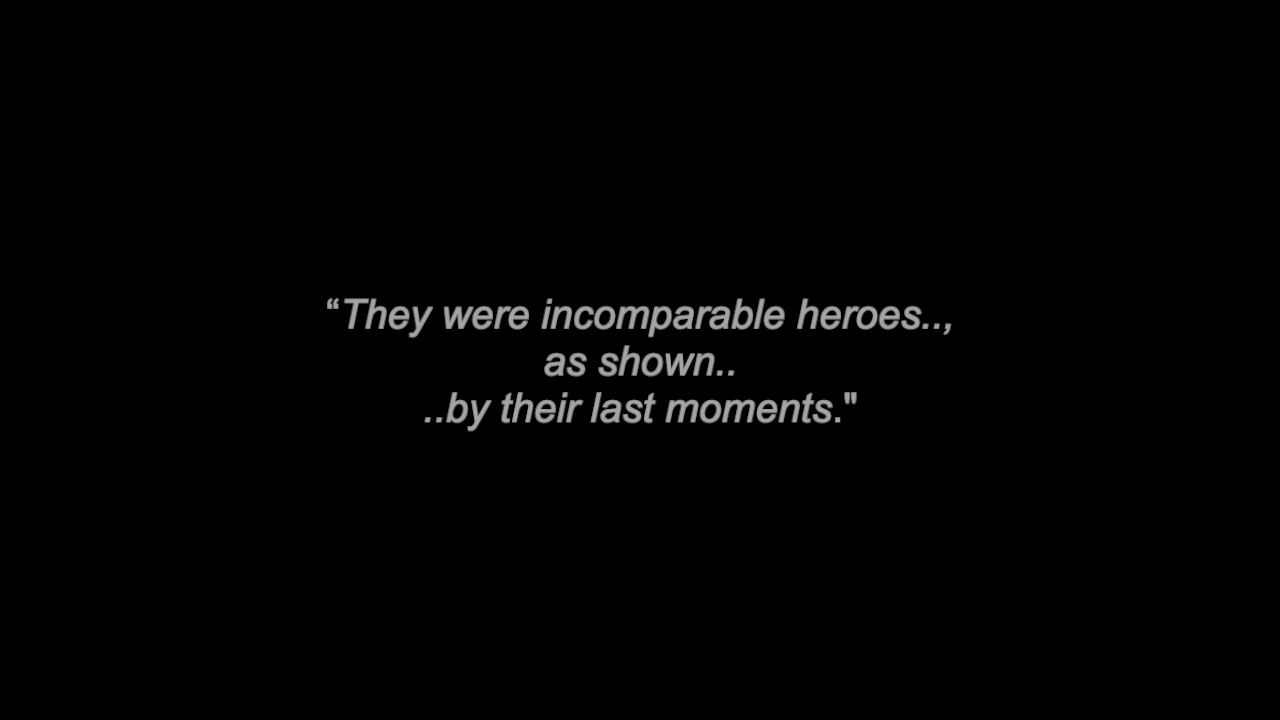 “They were incomparable heroes..,
as shown..
..by their last moments."